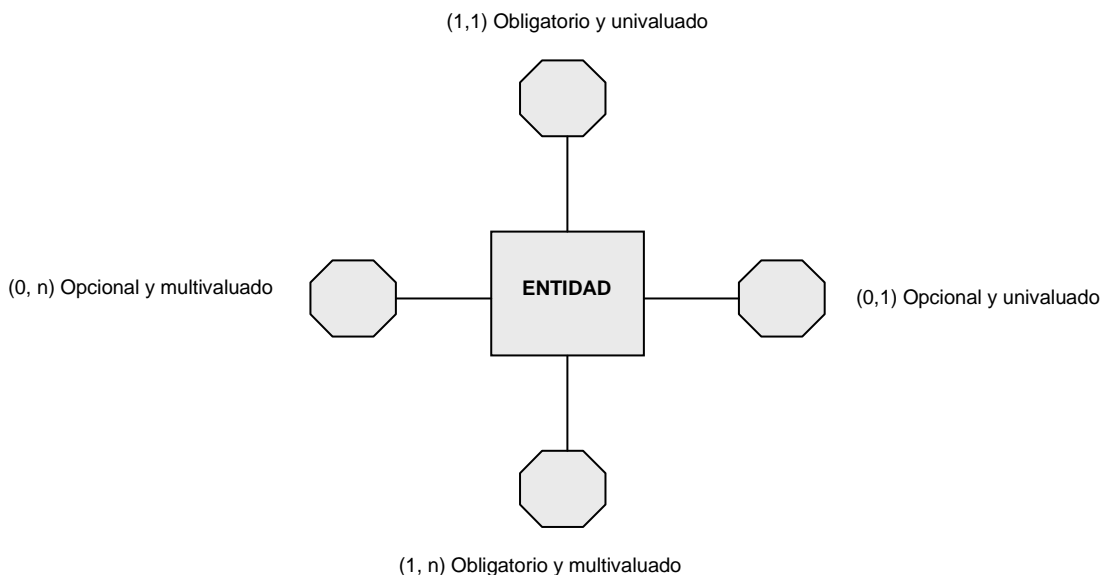 (1,1) Obligatorio y univaluado
(0, n) Opcional y multivaluado
ENTIDAD
(0,1) Opcional y univaluado
(1, n) Obligatorio y multivaluado